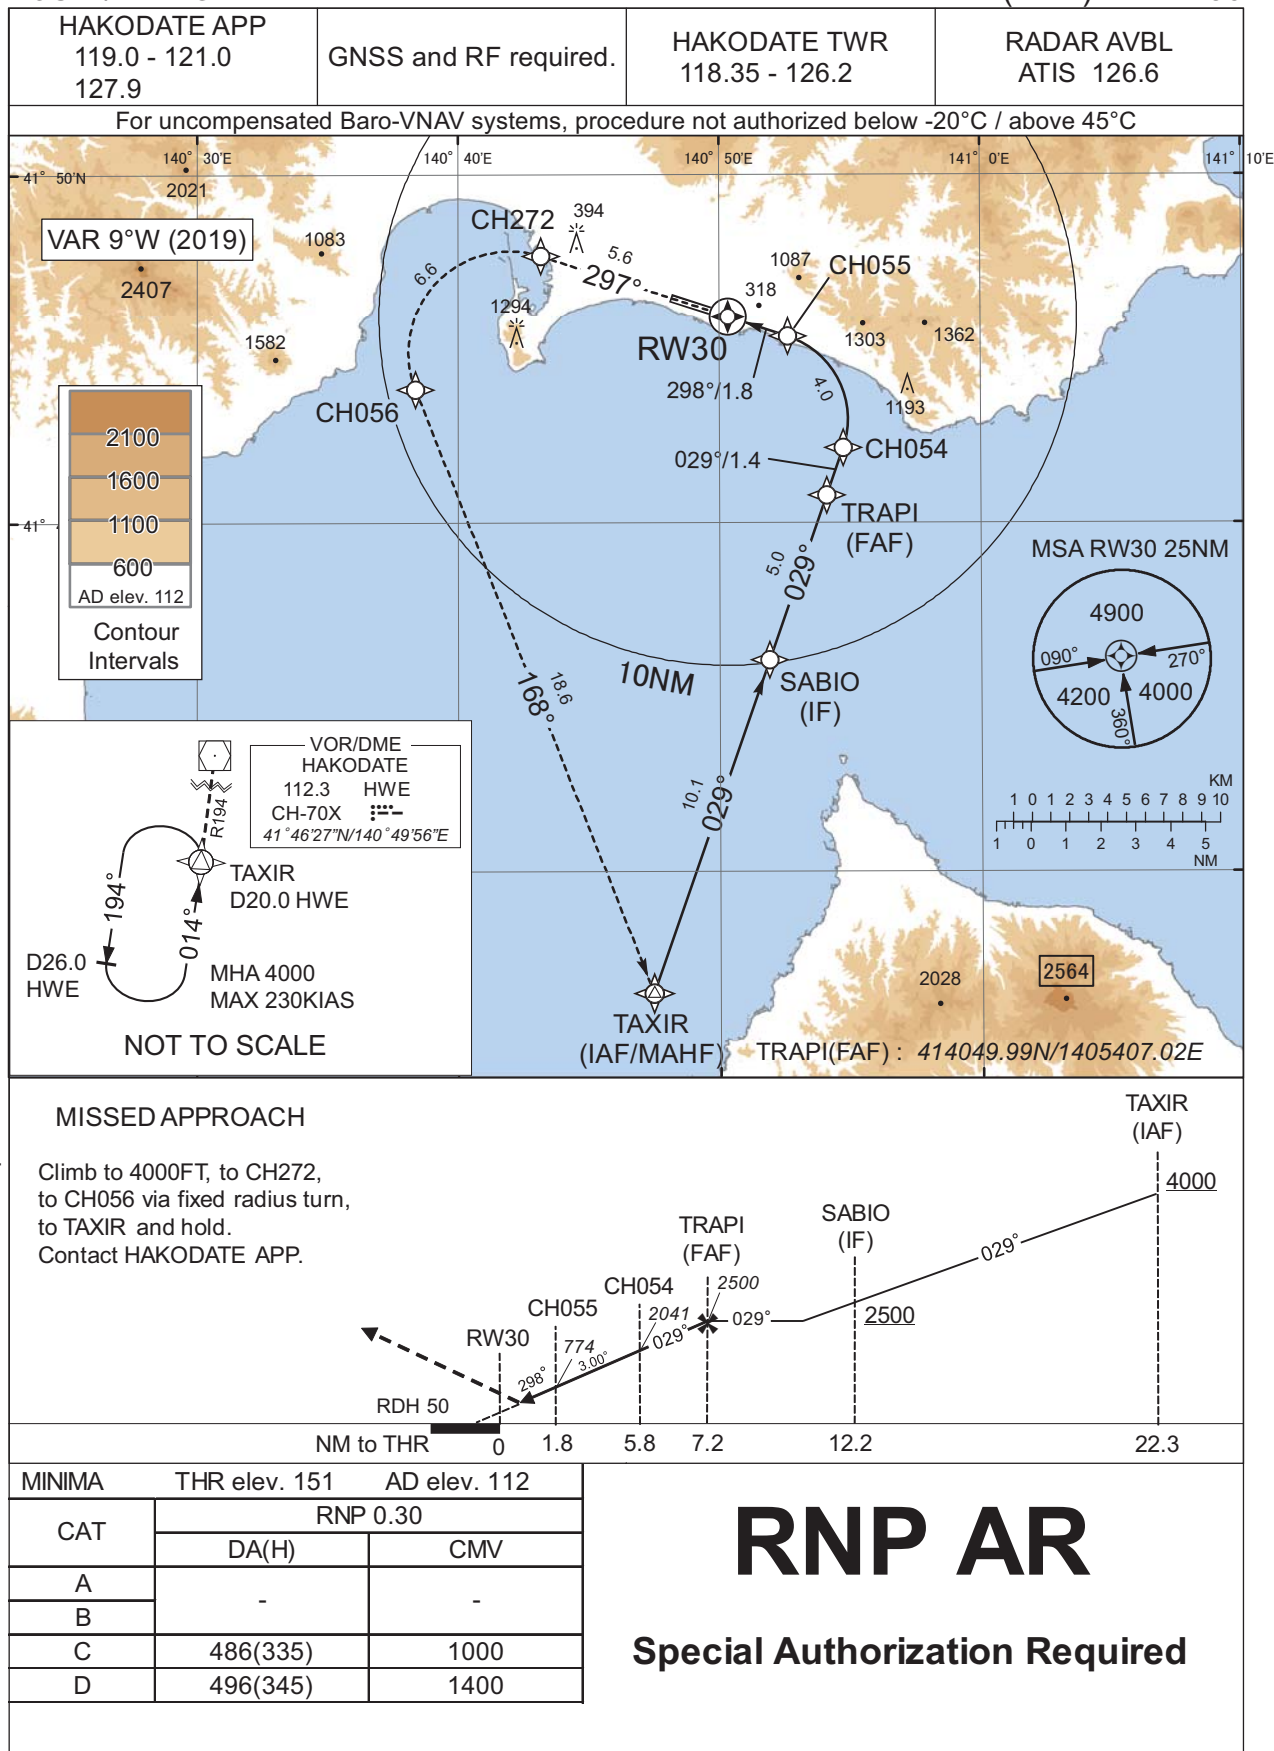 HAKODATE APP
119.0 - 121.0
127.9
GNSS and RF required.
HAKODATE TWR
118.35 - 126.2
RADAR AVBL
ATIS 126.6
For uncompensated Baro-VNAV systems, procedure not authorized below -20°C / above 45°C
140° 30'E
140° 40'E
140° 50'E
141° 0'E
141° 10'E
41° 50'N
2021
VAR 9°W (2019)
1083
2407
1582
CH272
394
5.6
297°
6.6
1294
1087
318
CH055
1303
1362
RW30
298°/1.8
4.0
1193
CH056
CH054
029°/1.4
TRAPI
(FAF)
41°
2100
1600
1100
600
AD elev. 112
Contour
Intervals
5.0
029°
MSA RW30 25NM
4900
090°
270°
4200
4000
360°
10NM
SABIO
(IF)
18.6
168°
10.1
029°
KM
1 0 1 2 3 4 5 6 7 8 9 10
1 0 1 2 3 4 5
NM
VOR/DME
HAKODATE
112.3 HWE
CH-70X
41°46'27"N/140°49'56"E
R194
TAXIR
D20.0 HWE
194°
014°
D26.0
HWE
MHA 4000
MAX 230KIAS
NOT TO SCALE
2028
2564
TAXIR
(IAF/MAHF)
TRAPI(FAF) : 414049.99N/1405407.02E
MISSED APPROACH
Climb to 4000FT, to CH272,
to CH056 via fixed radius turn,
to TAXIR and hold.
Contact HAKODATE APP.
TAXIR
(IAF)
4000
SABIO
(IF)
029°
2500
TRAPI
(FAF)
2500
029°
CH054
2041
029°
CH055
774
3.00°
298°
RW30
RDH 50
NM to THR 0 1.8 5.8 7.2 12.2 22.3
MINIMA THR elev. 151 AD elev. 112
CAT RNP 0.30
DA(H) CMV
A
B
- -
C 486(335) 1000
D 496(345) 1400
RNP AR
Special Authorization Required